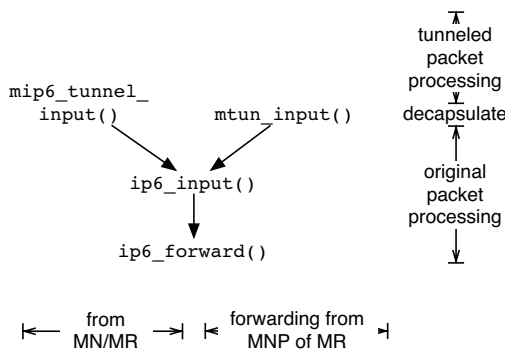 tunneled
packet
processing
mip6_tunnel_
input()
mtun_input()
decapsulate
ip6_input()
original
packet
processing
ip6_forward()
from
MN/MR
forwarding from
MNP of MR